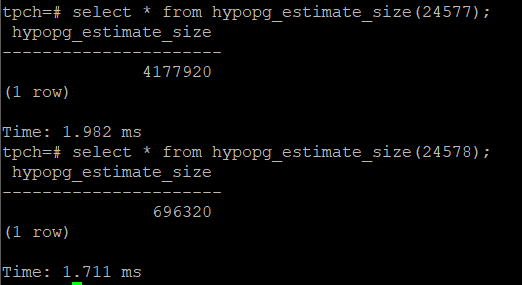 tpch=# select * from hypopg_estimate_size(24577);
 hypopg_estimate_size
----------------------
              4177920
(1 row)

Time: 1.982 ms
tpch=# select * from hypopg_estimate_size(24578);
 hypopg_estimate_size
----------------------
               696320
(1 row)

Time: 1.711 ms